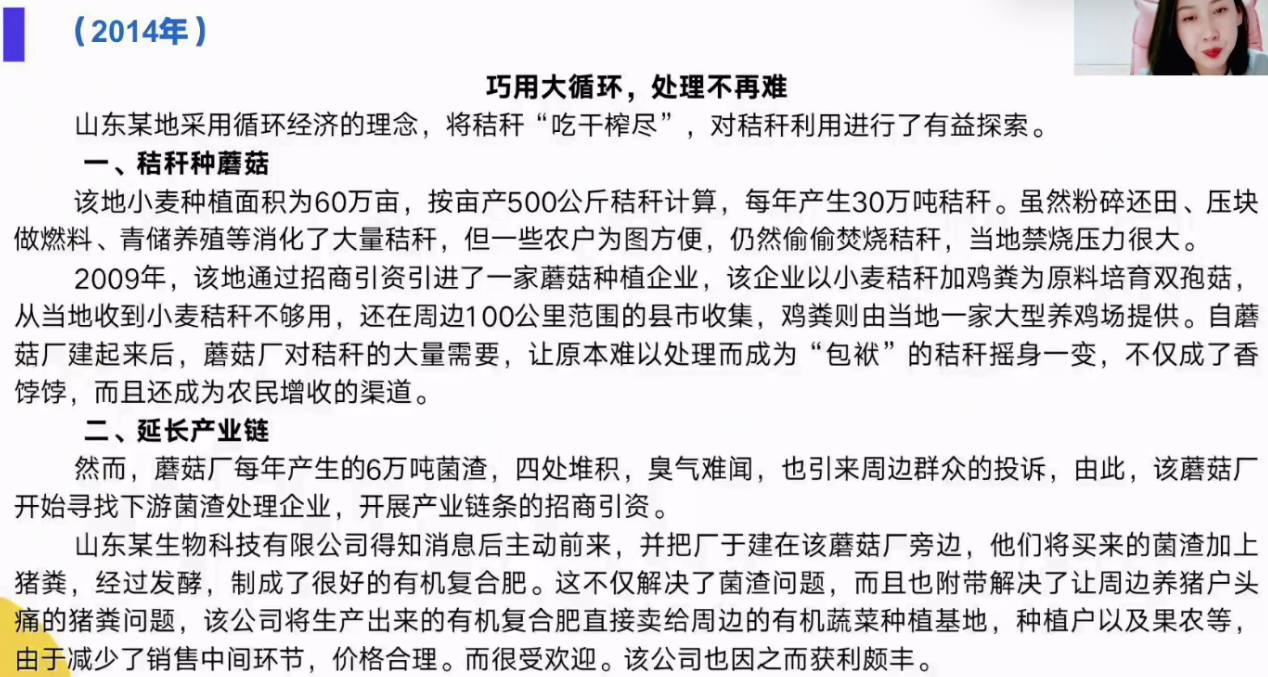 （2014年）
巧用大循环，处理不再难
山东某地采用循环经济的理念，将秸秆“吃干榨尽”，对秸秆利用进行了有益探索。
一、秸秆种蘑菇
该地小麦种植面积为60万亩，按亩产500公斤秸秆计算，每年产生30万吨秸秆。虽然粉碎还田、压块
做燃料、青储养殖等消化了大量秸秆，但一些农户为图方便，仍然偷偷焚烧秸秆，当地禁烧压力很大。
2009年，该地通过招商引资引进了一家蘑菇种植企业，该企业以小麦秸秆加鸡粪为原料培育双孢菇，
从当地收到小麦秸秆不够用，还在周边100公里范围的县市收集，鸡粪则由当地一家大型养鸡场提供。自蘑
菇厂建起来后，蘑菇厂对秸秆的大量需要，让原本难以处理而成为“包袱”的秸秆摇身一变，不仅成了香
饽饽，而且还成为农民增收的渠道。
二、延长产业链
然而，蘑菇厂每年产生的6万吨菌渣，四处堆积，臭气难闻，也引来周边群众的投诉，由此，该蘑菇厂
开始寻找下游菌渣处理企业，开展产业链条的招商引资。
山东某生物科技有限公司得知消息后主动前来，并把厂于建在该蘑菇厂旁边，他们将买来的菌渣加上
猪粪，经过发酵，制成了很好的有机复合肥。这不仅解决了菌渣问题，而且也附带解决了让周边养猪户头
痛的猪粪问题，该公司将生产出来的有机复合肥直接卖给周边的有机蔬菜种植基地，种植户以及果农等，
由于减少了销售中间环节，价格合理。而很受欢迎。该公司也因之而获利颇丰。